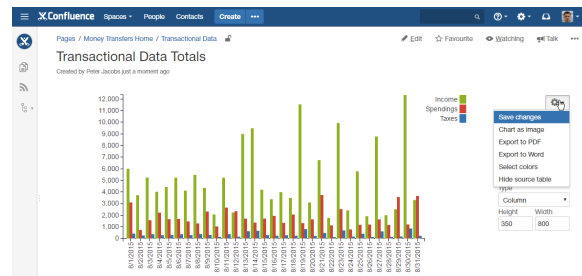 X.Confluence Spaces People Contacts Create •••
Pages / Money Transfers Home / Transactional Data
Edit Favourite Watching Talk •••
Transactional Data Totals
Created by Peter Jacobs just a moment ago
Income
Spendings
Taxes
Save changes
Chart as image
Export to PDF
Export to Word
Select colors
Hide source table
Type
Column
Height Width
350 800
12,000
11,000
10,000
9,000
8,000
7,000
6,000
5,000
4,000
3,000
2,000
1,000
0
8/1/2015
8/2/2015
8/3/2015
8/4/2015
8/5/2015
8/6/2015
8/7/2015
8/8/2015
8/9/2015
8/10/2015
8/11/2015
8/12/2015
8/13/2015
8/14/2015
8/15/2015
8/16/2015
8/17/2015
8/18/2015
8/19/2015
8/20/2015
8/21/2015
8/22/2015
8/23/2015
8/24/2015
8/25/2015
8/26/2015
8/27/2015
8/28/2015
8/29/2015
8/30/2015
8/31/2015